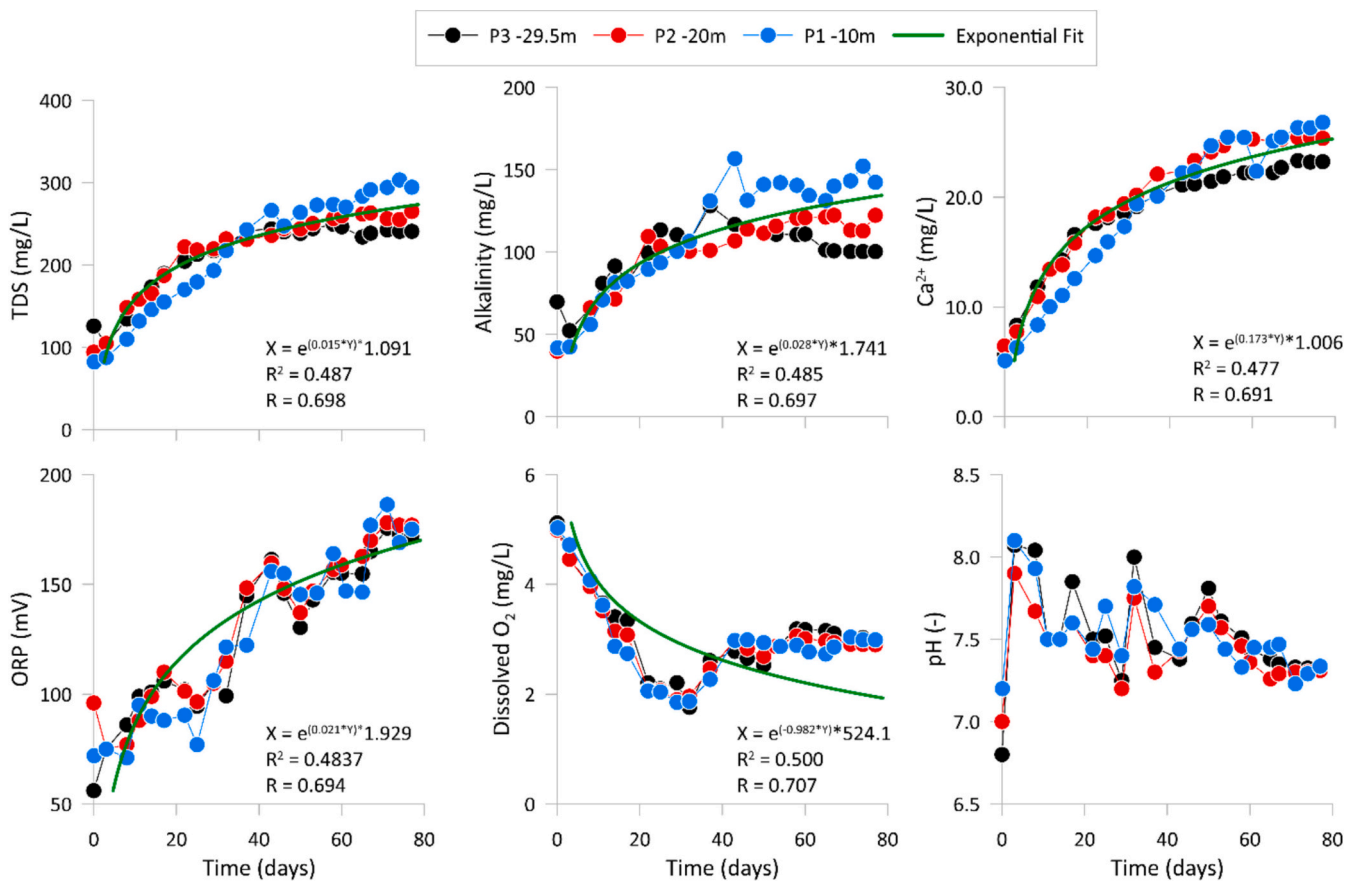 P3 -29.5m P2 -20m P1 -10m Exponential Fit
TDS (mg/L)
400
300
200
100
0
X = e(0.015*Y)*1.091
R² = 0.487
R = 0.698
Alkalinity (mg/L)
200
150
100
50
0
X = e(0.028*Y)*1.741
R² = 0.485
R = 0.697
Ca²⁺ (mg/L)
30.0
20.0
10.0
0.0
X = e(0.173*Y)*1.006
R² = 0.477
R = 0.691
ORP (mV)
200
150
100
50
X = e(0.021*Y)*1.929
R² = 0.4837
R = 0.694
0 20 40 60 80
Time (days)
Dissolved O₂ (mg/L)
6
4
2
0
X = e(-0.982*Y)*524.1
R² = 0.500
R = 0.707
0 20 40 60 80
Time (days)
pH (-)
8.5
8.0
7.5
7.0
6.5
0 20 40 60 80
Time (days)